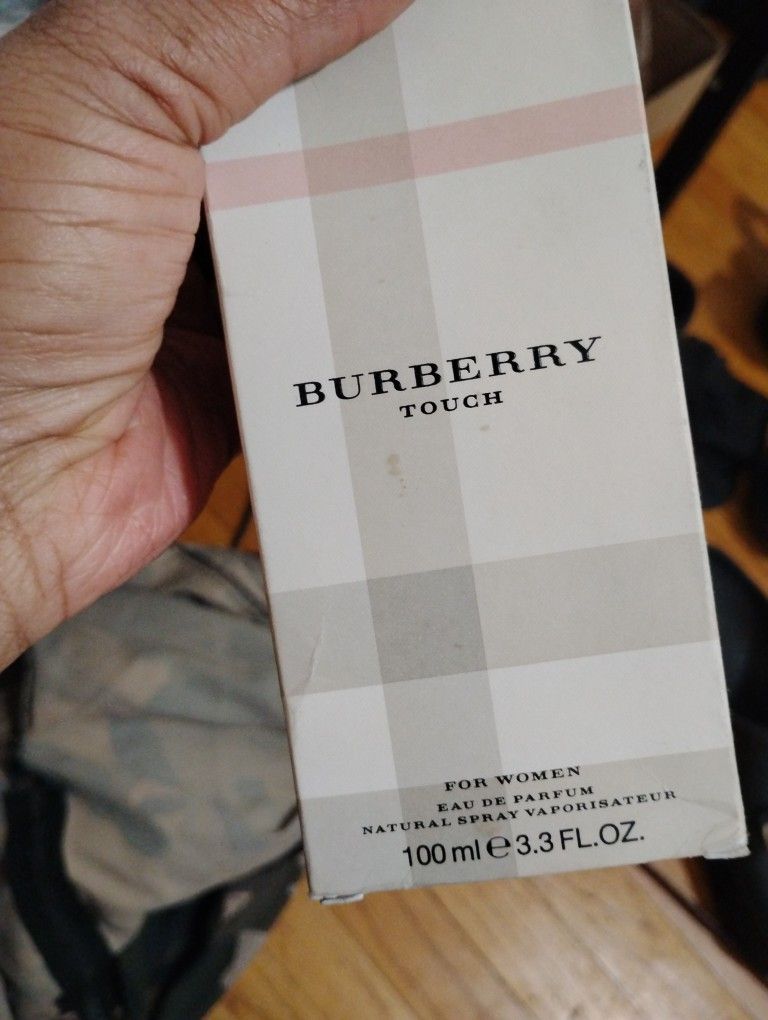 BURBERRY
TOUCH
FOR WOMEN
EAU DE PARFUM
NATURAL SPRAY VAPORISATEUR
100 ml ℮ 3.3 FL.OZ.